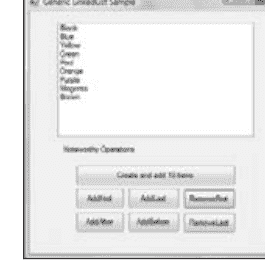 Generic LinkedList Sample
Black
Blue
Yellow
Green
Red
Orange
Purple
Magenta
Brown
Noteworthy Operations
Create and add 10 items
AddFirst AddLast RemoveFirst
AddAfter AddBefore RemoveLast